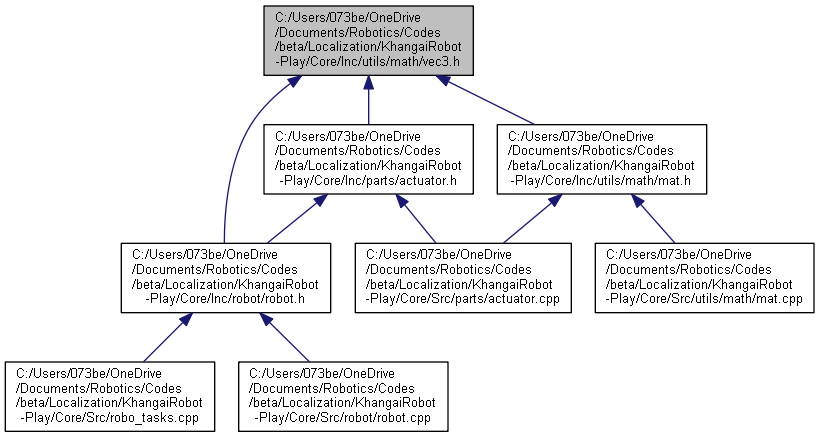 C:/Users/073be/OneDrive
/Documents/Robotics/Codes
/beta/Localization/KhangaiRobot
-Play/Core/Inc/utils/math/vec3.h
C:/Users/073be/OneDrive
/Documents/Robotics/Codes
/beta/Localization/KhangaiRobot
-Play/Core/Inc/parts/actuator.h
C:/Users/073be/OneDrive
/Documents/Robotics/Codes
/beta/Localization/KhangaiRobot
-Play/Core/Inc/utils/math/mat.h
C:/Users/073be/OneDrive
/Documents/Robotics/Codes
/beta/Localization/KhangaiRobot
-Play/Core/Inc/robot/robot.h
C:/Users/073be/OneDrive
/Documents/Robotics/Codes
/beta/Localization/KhangaiRobot
-Play/Core/Src/parts/actuator.cpp
C:/Users/073be/OneDrive
/Documents/Robotics/Codes
/beta/Localization/KhangaiRobot
-Play/Core/Src/utils/math/mat.cpp
C:/Users/073be/OneDrive
/Documents/Robotics/Codes
/beta/Localization/KhangaiRobot
-Play/Core/Src/robo_tasks.cpp
C:/Users/073be/OneDrive
/Documents/Robotics/Codes
/beta/Localization/KhangaiRobot
-Play/Core/Src/robot/robot.cpp